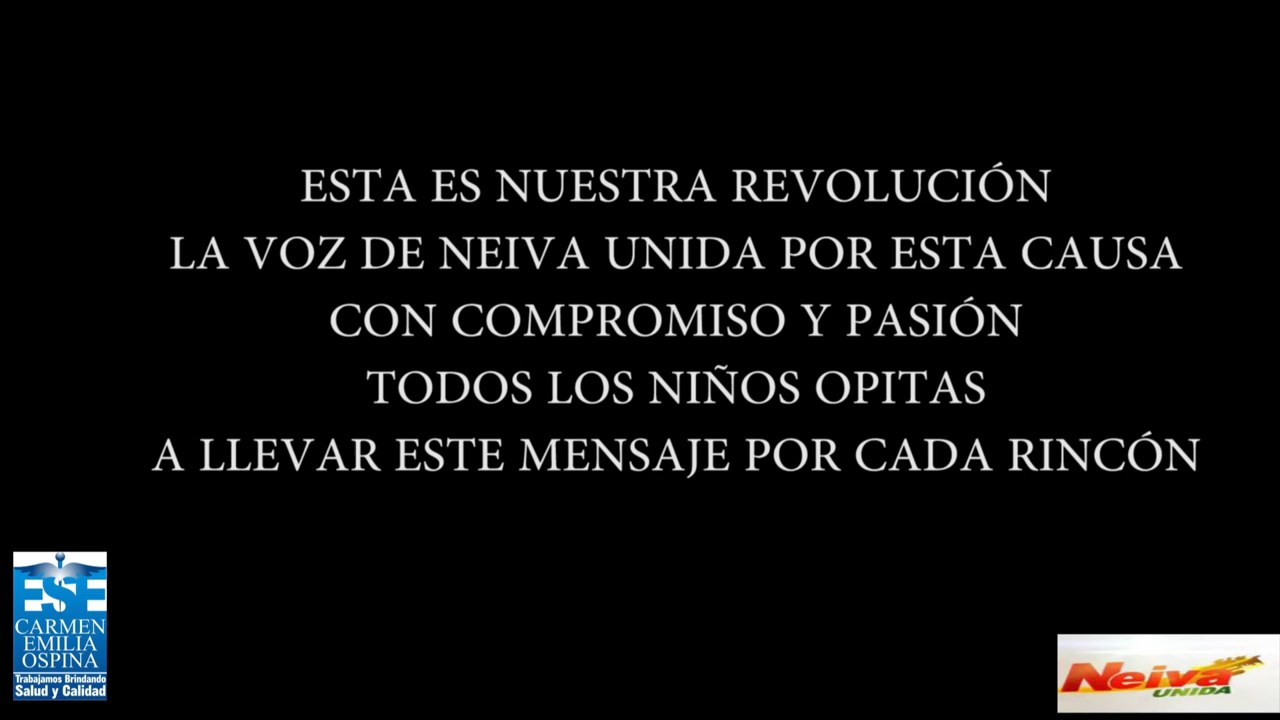 ESTA ES NUESTRA REVOLUCIÓN
LA VOZ DE NEIVA UNIDA POR ESTA CAUSA
CON COMPROMISO Y PASIÓN
TODOS LOS NIÑOS OPITAS
A LLEVAR ESTE MENSAJE POR CADA RINCÓN
ESE
CARMEN
EMILIA
OSPINA
Trabajamos Brindando
Salud y Calidad
Neiva
UNIDA